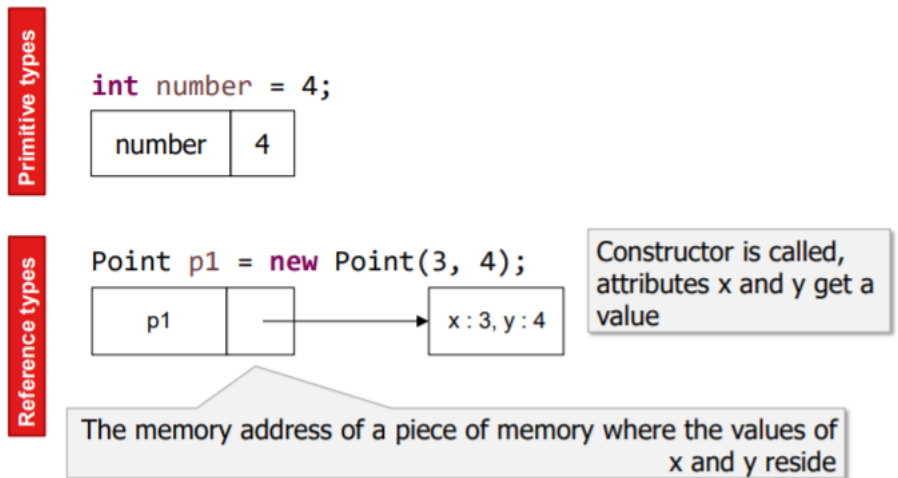 Primitive types
int number = 4;
number 4
Reference types
Point p1 = new Point(3, 4);
p1 x : 3, y : 4
Constructor is called,
attributes x and y get a
value
The memory address of a piece of memory where the values of
x and y reside